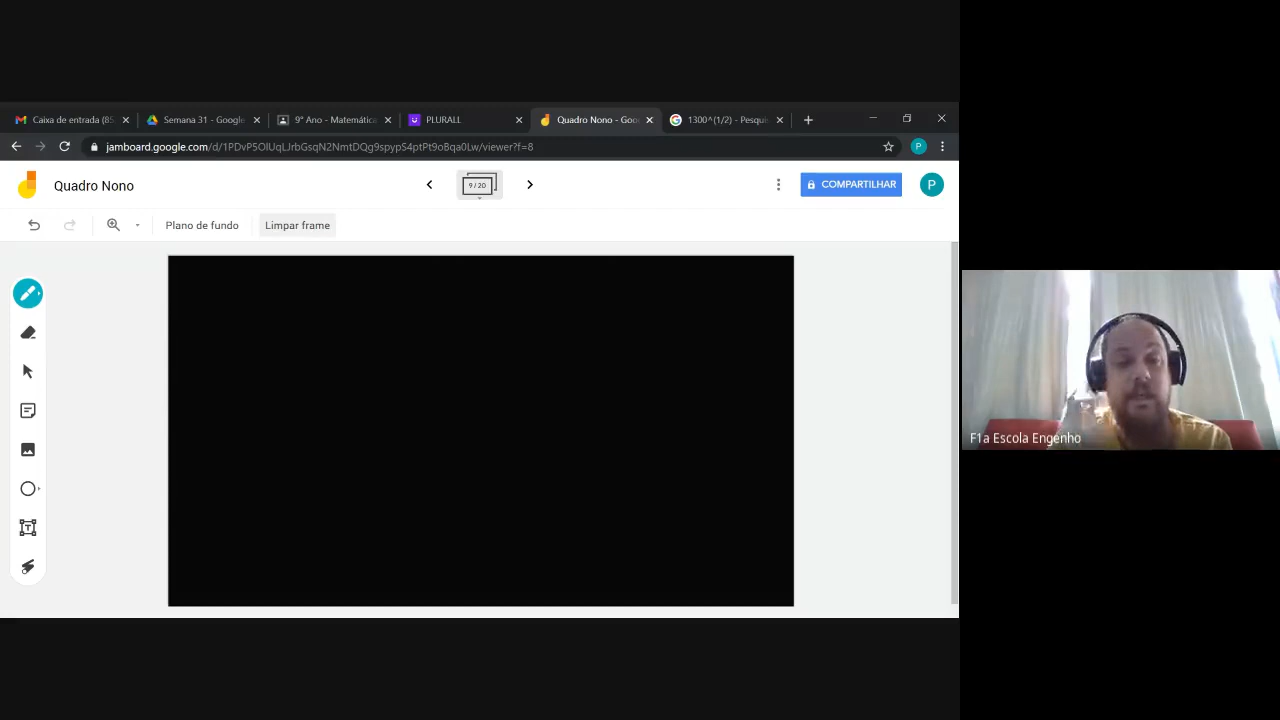 Caixa de entrada (85
Semana 31 - Google
9° Ano - Matemática
PLURALL
Quadro Nono - Goo
1300^(1/2) - Pesqui
jamboard.google.com/d/1PDvP5OlUqLJrbGsqN2NmtDQg9spypS4ptPt9oBqa0Lw/viewer?f=8
P
Quadro Nono
9 / 20
COMPARTILHAR
P
Plano de fundo
Limpar frame
F1a Escola Engenho